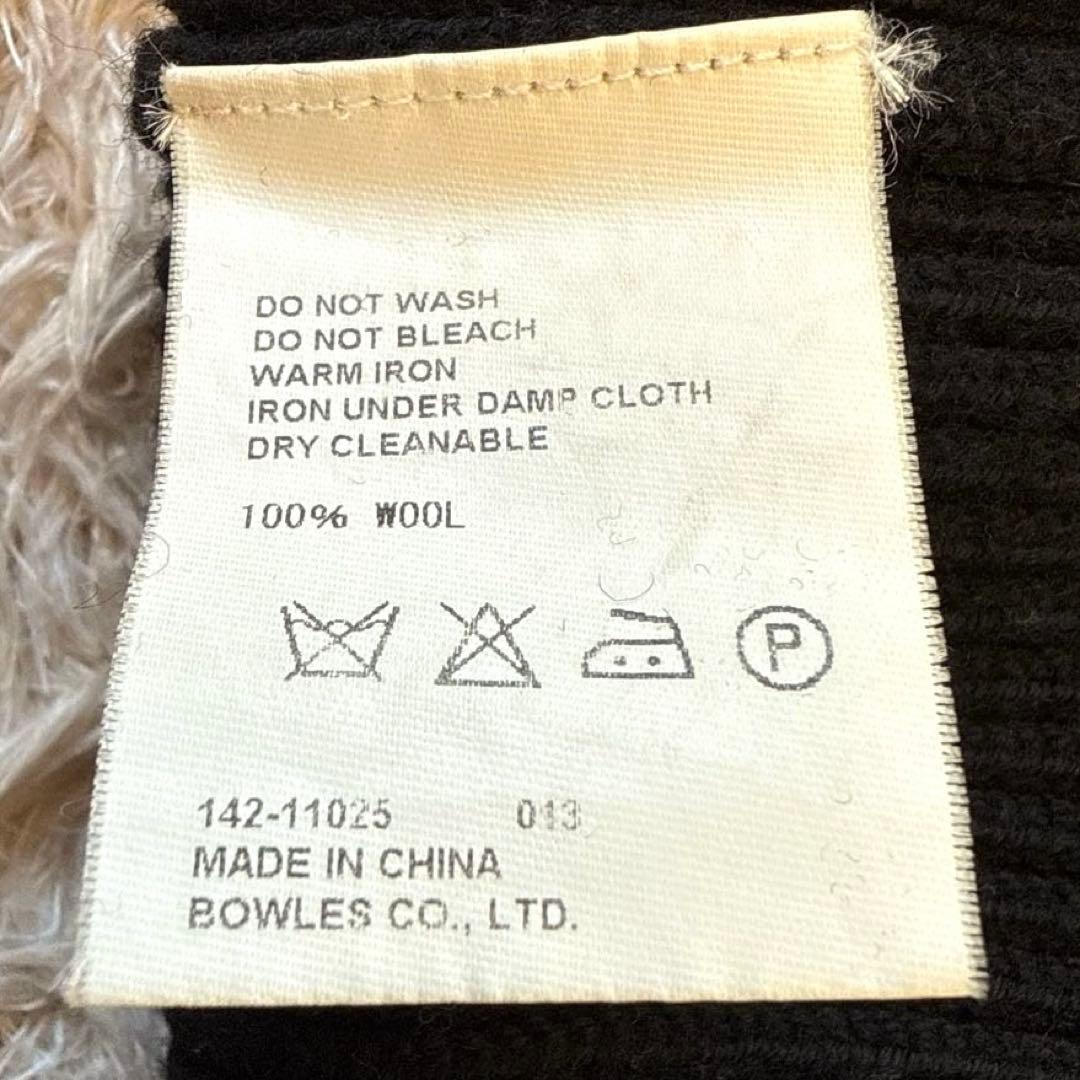 DO NOT WASH
DO NOT BLEACH
WARM IRON
IRON UNDER DAMP CLOTH
DRY CLEANABLE
100% WOOL
P
142-11025 013
MADE IN CHINA
BOWLES CO., LTD.